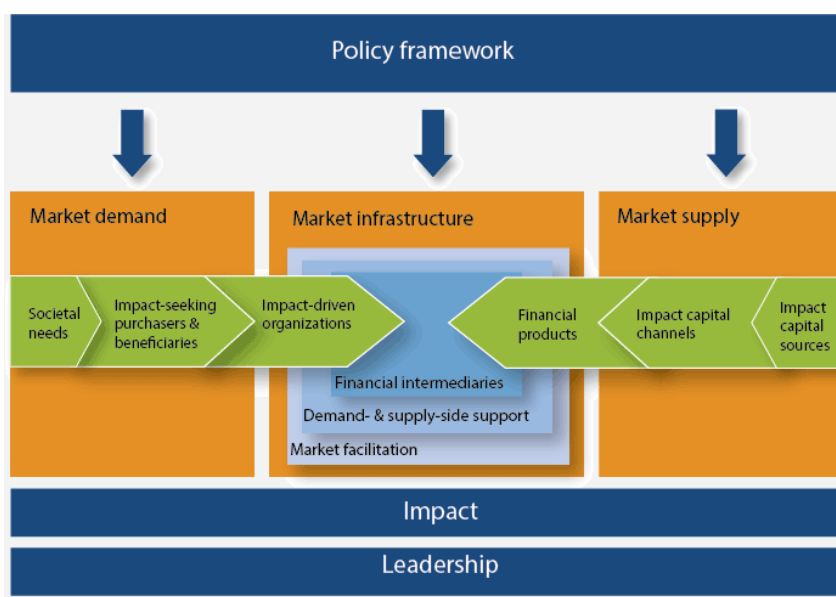 Policy framework
Market demand
Market infrastructure
Market supply
Societal
needs
Impact-seeking
purchasers &
beneficiaries
Impact-driven
organizations
Financial
products
Impact capital
channels
Impact
capital
sources
Financial intermediaries
Demand- & supply-side support
Market facilitation
Impact
Leadership